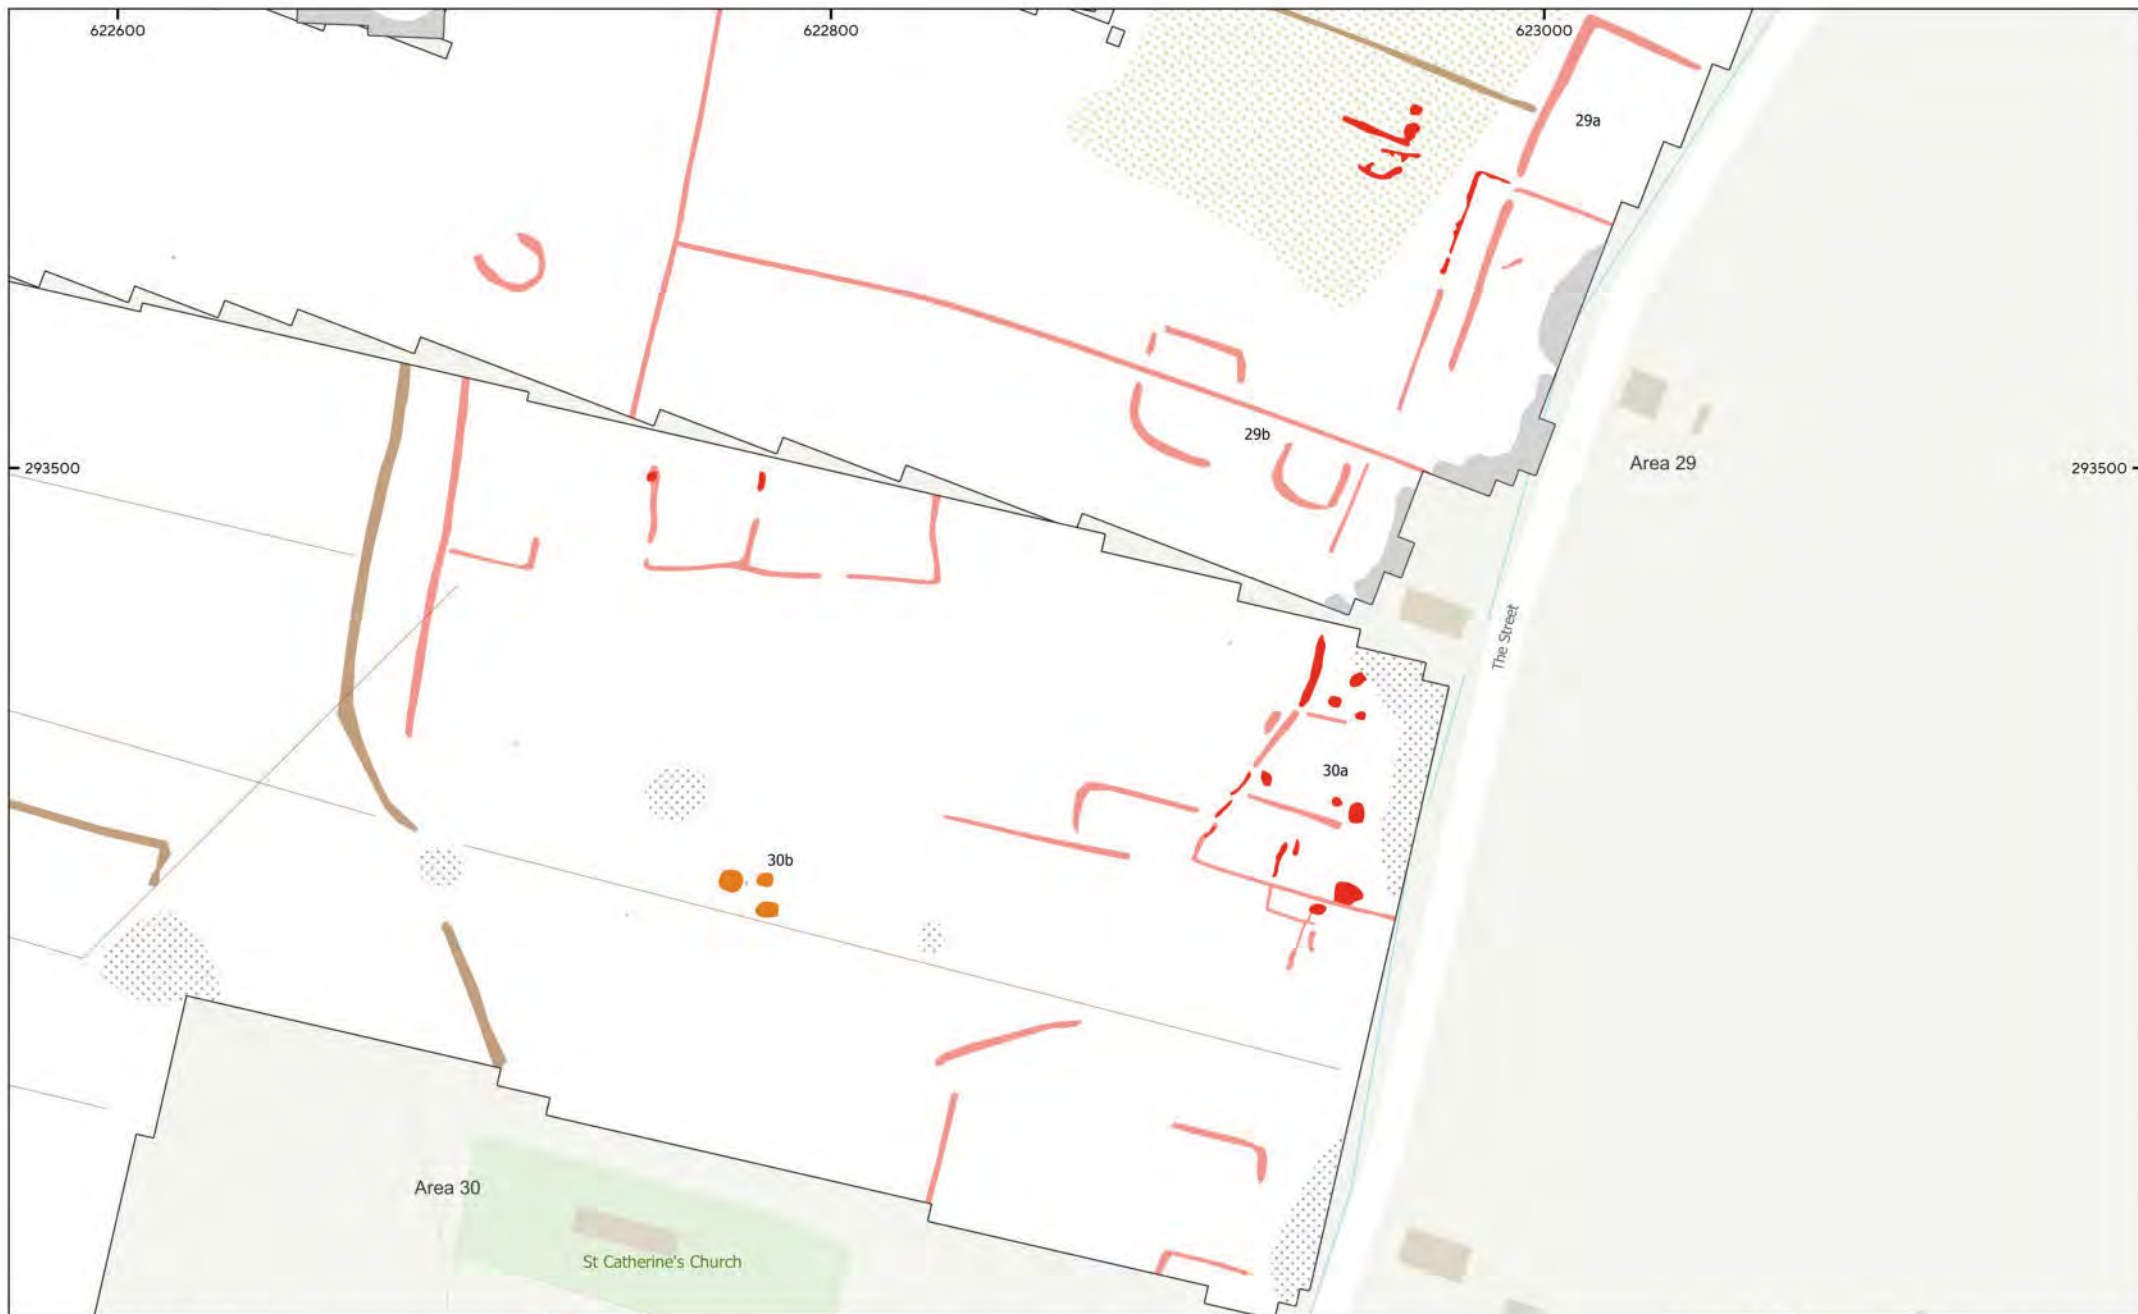 622600
622800
623000
29a
29b
293500
Area 29
293500
The Street
30a
30b
Area 30
St Catherine's Church